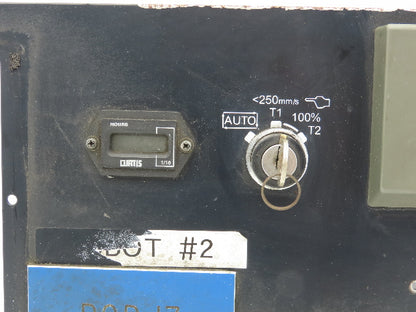 <250mm/s
T1
AUTO
100%
T2
HOURS
CURTIS
1/10
BOT #2